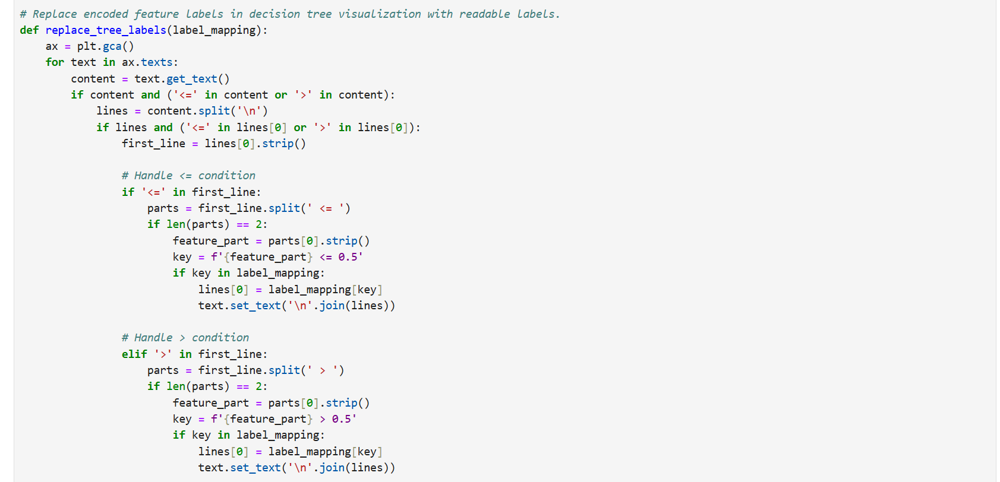 # Replace encoded feature labels in decision tree visualization with readable labels.
def replace_tree_labels(label_mapping):
    ax = plt.gca()
    for text in ax.texts:
        content = text.get_text()
        if content and ('<=' in content or '>' in content):
            lines = content.split('\n')
            if lines and ('<=' in lines[0] or '>' in lines[0]):
                first_line = lines[0].strip()

                # Handle <= condition
                if '<=' in first_line:
                    parts = first_line.split(' <= ')
                    if len(parts) == 2:
                        feature_part = parts[0].strip()
                        key = f'{feature_part} <= 0.5'
                        if key in label_mapping:
                            lines[0] = label_mapping[key]
                            text.set_text('\n'.join(lines))

                # Handle > condition
                elif '>' in first_line:
                    parts = first_line.split(' > ')
                    if len(parts) == 2:
                        feature_part = parts[0].strip()
                        key = f'{feature_part} > 0.5'
                        if key in label_mapping:
                            lines[0] = label_mapping[key]
                            text.set_text('\n'.join(lines))